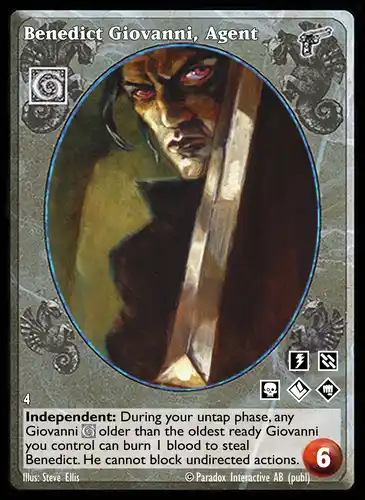 Benedict Giovanni, Agent
4
Independent: During your untap phase, any
Giovanni older than the oldest ready Giovanni
you control can burn 1 blood to steal
Benedict. He cannot block undirected actions.
6
Illus: Steve Ellis
© Paradox Interactive AB (publ)